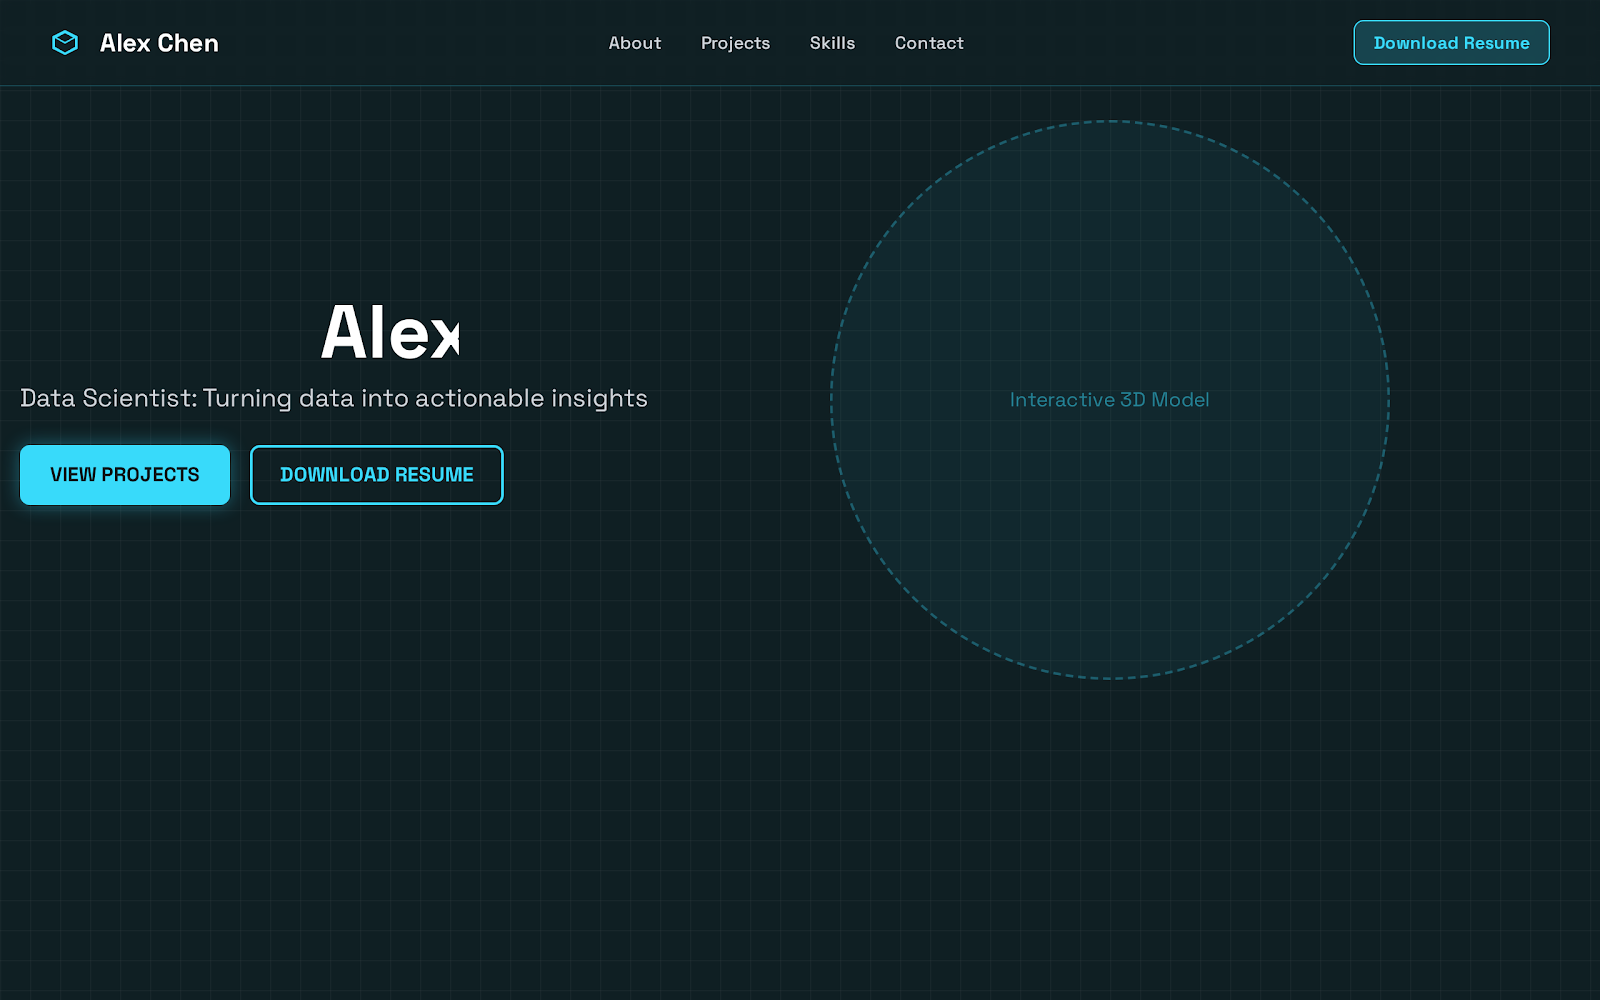 Alex Chen
About
Projects
Skills
Contact
Download Resume
Alex
Data Scientist: Turning data into actionable insights
VIEW PROJECTS
DOWNLOAD RESUME
Interactive 3D Model